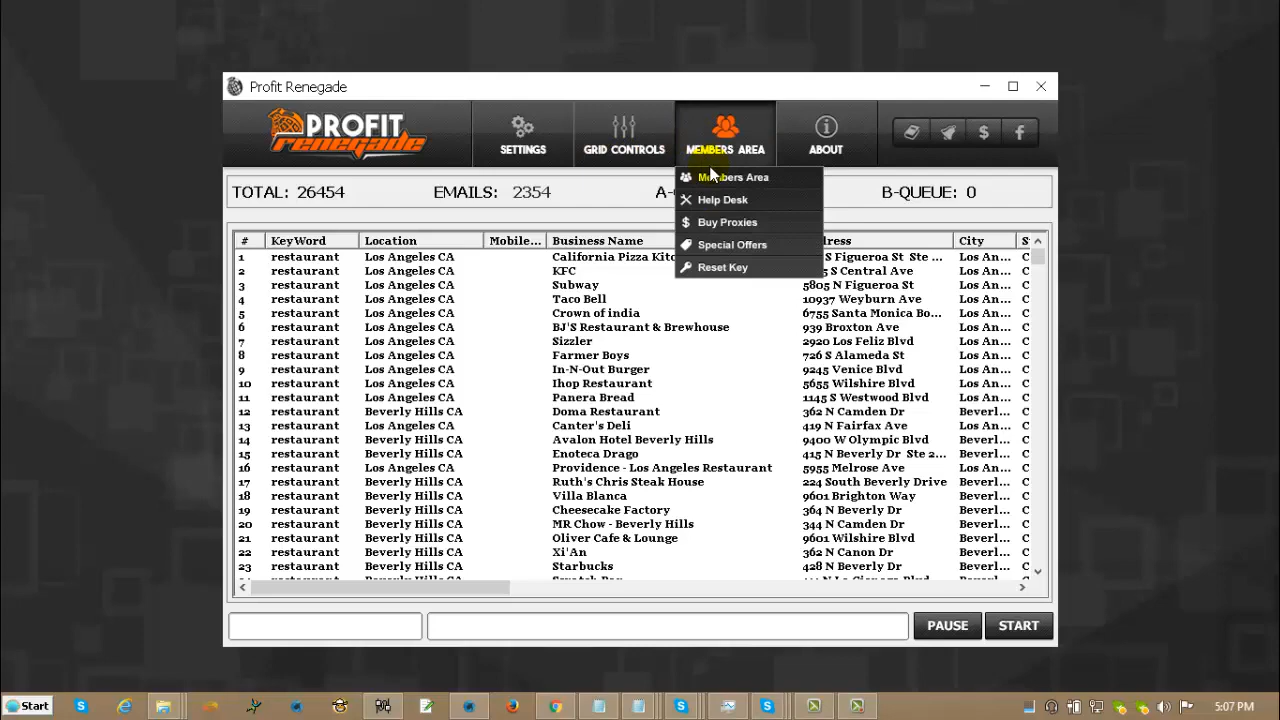 Profit Renegade
PROFIT
renegade
SETTINGS
GRID CONTROLS
MEMBERS AREA
ABOUT
Members Area
Help Desk
Buy Proxies
Special Offers
Reset Key
TOTAL: 26454 EMAILS: 2354 B-QUEUE: 0
# KeyWord Location Mobile... Business Name City
1 restaurant Los Angeles CA S Figueroa St Ste ... Los An... C
2 restaurant Los Angeles CA KFC S Central Ave Los An... C
3 restaurant Los Angeles CA Subway 5805 N Figueroa St Los An... C
4 restaurant Los Angeles CA Taco Bell 10937 Weyburn Ave Los An... C
5 restaurant Los Angeles CA Crown of india 6755 Santa Monica Bo... Los An... C
6 restaurant Los Angeles CA BJ'S Restaurant & Brewhouse 939 Broxton Ave Los An... C
7 restaurant Los Angeles CA Sizzler 2920 Los Feliz Blvd Los An... C
8 restaurant Los Angeles CA Farmer Boys 726 S Alameda St Los An... C
9 restaurant Los Angeles CA In-N-Out Burger 9245 Venice Blvd Los An... C
10 restaurant Los Angeles CA Ihop Restaurant 5655 Wilshire Blvd Los An... C
11 restaurant Los Angeles CA Panera Bread 1145 S Westwood Blvd Los An... C
12 restaurant Beverly Hills CA Doma Restaurant 362 N Camden Dr Beverl... C
13 restaurant Los Angeles CA Canter's Deli 419 N Fairfax Ave Los An... C
14 restaurant Beverly Hills CA Avalon Hotel Beverly Hills 9400 W Olympic Blvd Beverl... C
15 restaurant Beverly Hills CA Enoteca Drago 415 N Beverly Dr Ste 2... Beverl... C
16 restaurant Los Angeles CA Providence - Los Angeles Restaurant 5955 Melrose Ave Los An... C
17 restaurant Beverly Hills CA Ruth's Chris Steak House 224 South Beverly Drive Beverl... C
18 restaurant Beverly Hills CA Villa Blanca 9601 Brighton Way Beverl... C
19 restaurant Beverly Hills CA Cheesecake Factory 364 N Beverly Dr Beverl... C
20 restaurant Beverly Hills CA MR Chow - Beverly Hills 344 N Camden Dr Beverl... C
21 restaurant Beverly Hills CA Oliver Cafe & Lounge 9601 Wilshire Blvd Beverl... C
22 restaurant Beverly Hills CA Xi'An 362 N Canon Dr Beverl... C
23 restaurant Beverly Hills CA Starbucks 428 N Beverly Dr Beverl... C
PAUSE START
Start
5:07 PM